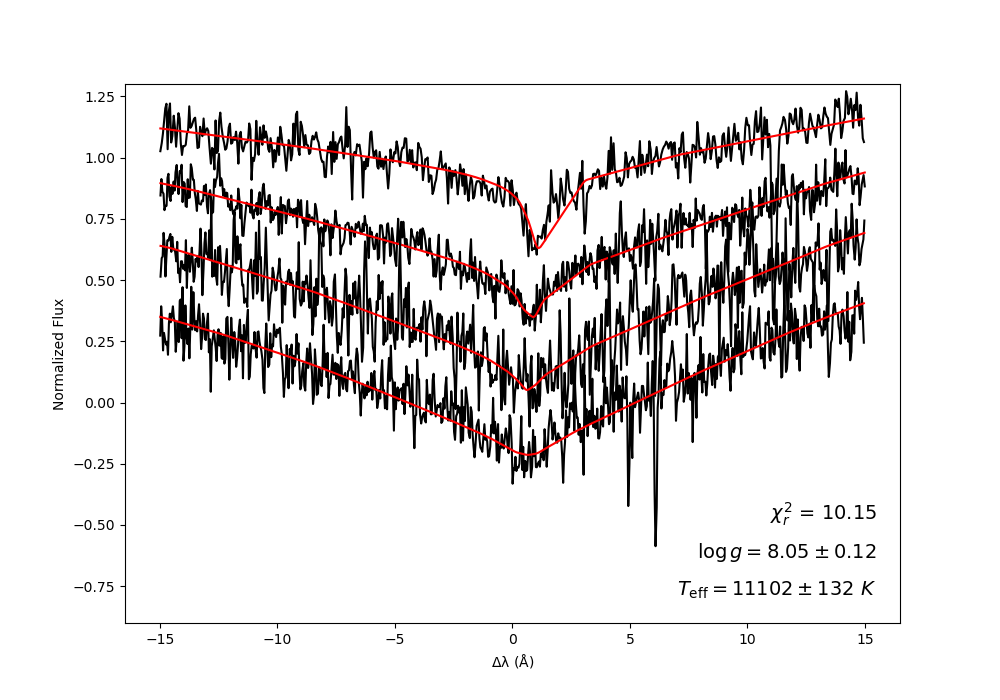 1.25
1.00
0.75
0.50
0.25
0.00
−0.25
−0.50
−0.75
Normalized Flux
χ²ᵣ = 10.15
log g = 8.05 ± 0.12
T_eff = 11102 ± 132 K
−15 −10 −5 0 5 10 15
Δλ (Å)